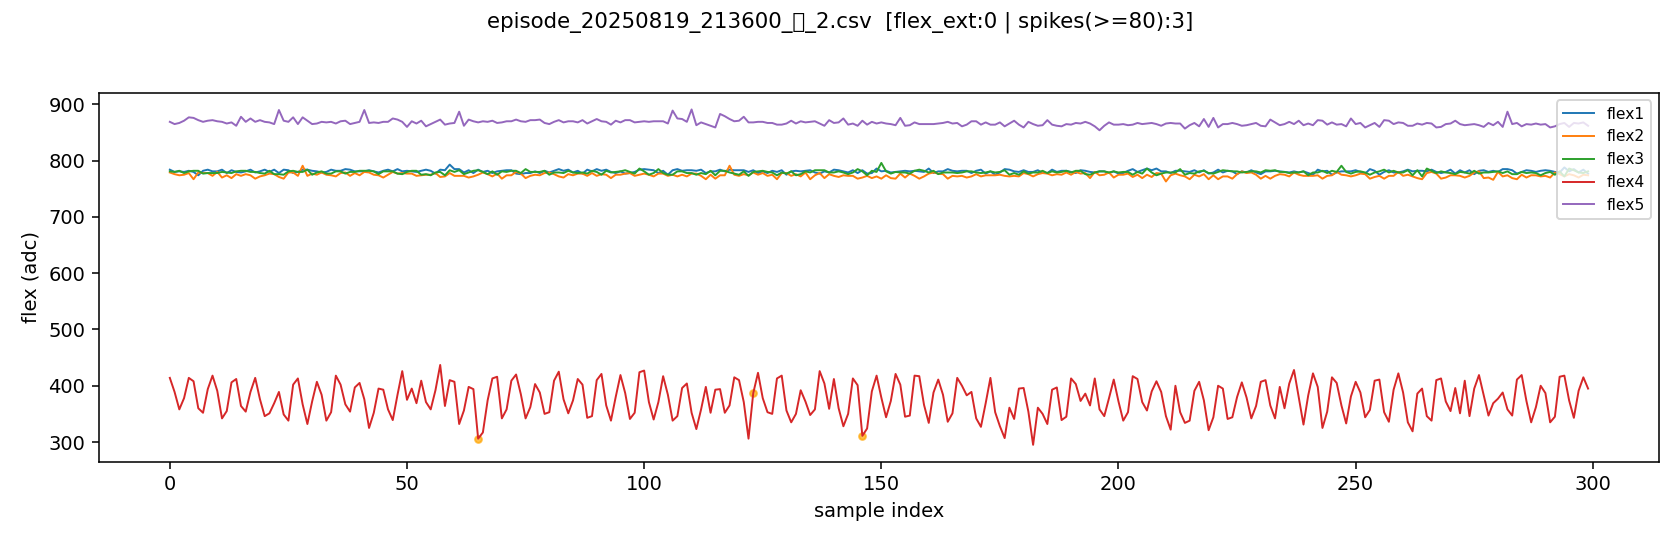 episode_20250819_213600_▯_2.csv [flex_ext:0 | spikes(>=80):3]
900
800
700
600
500
400
300
flex (adc)
0
50
100
150
200
250
300
sample index
flex1
flex2
flex3
flex4
flex5